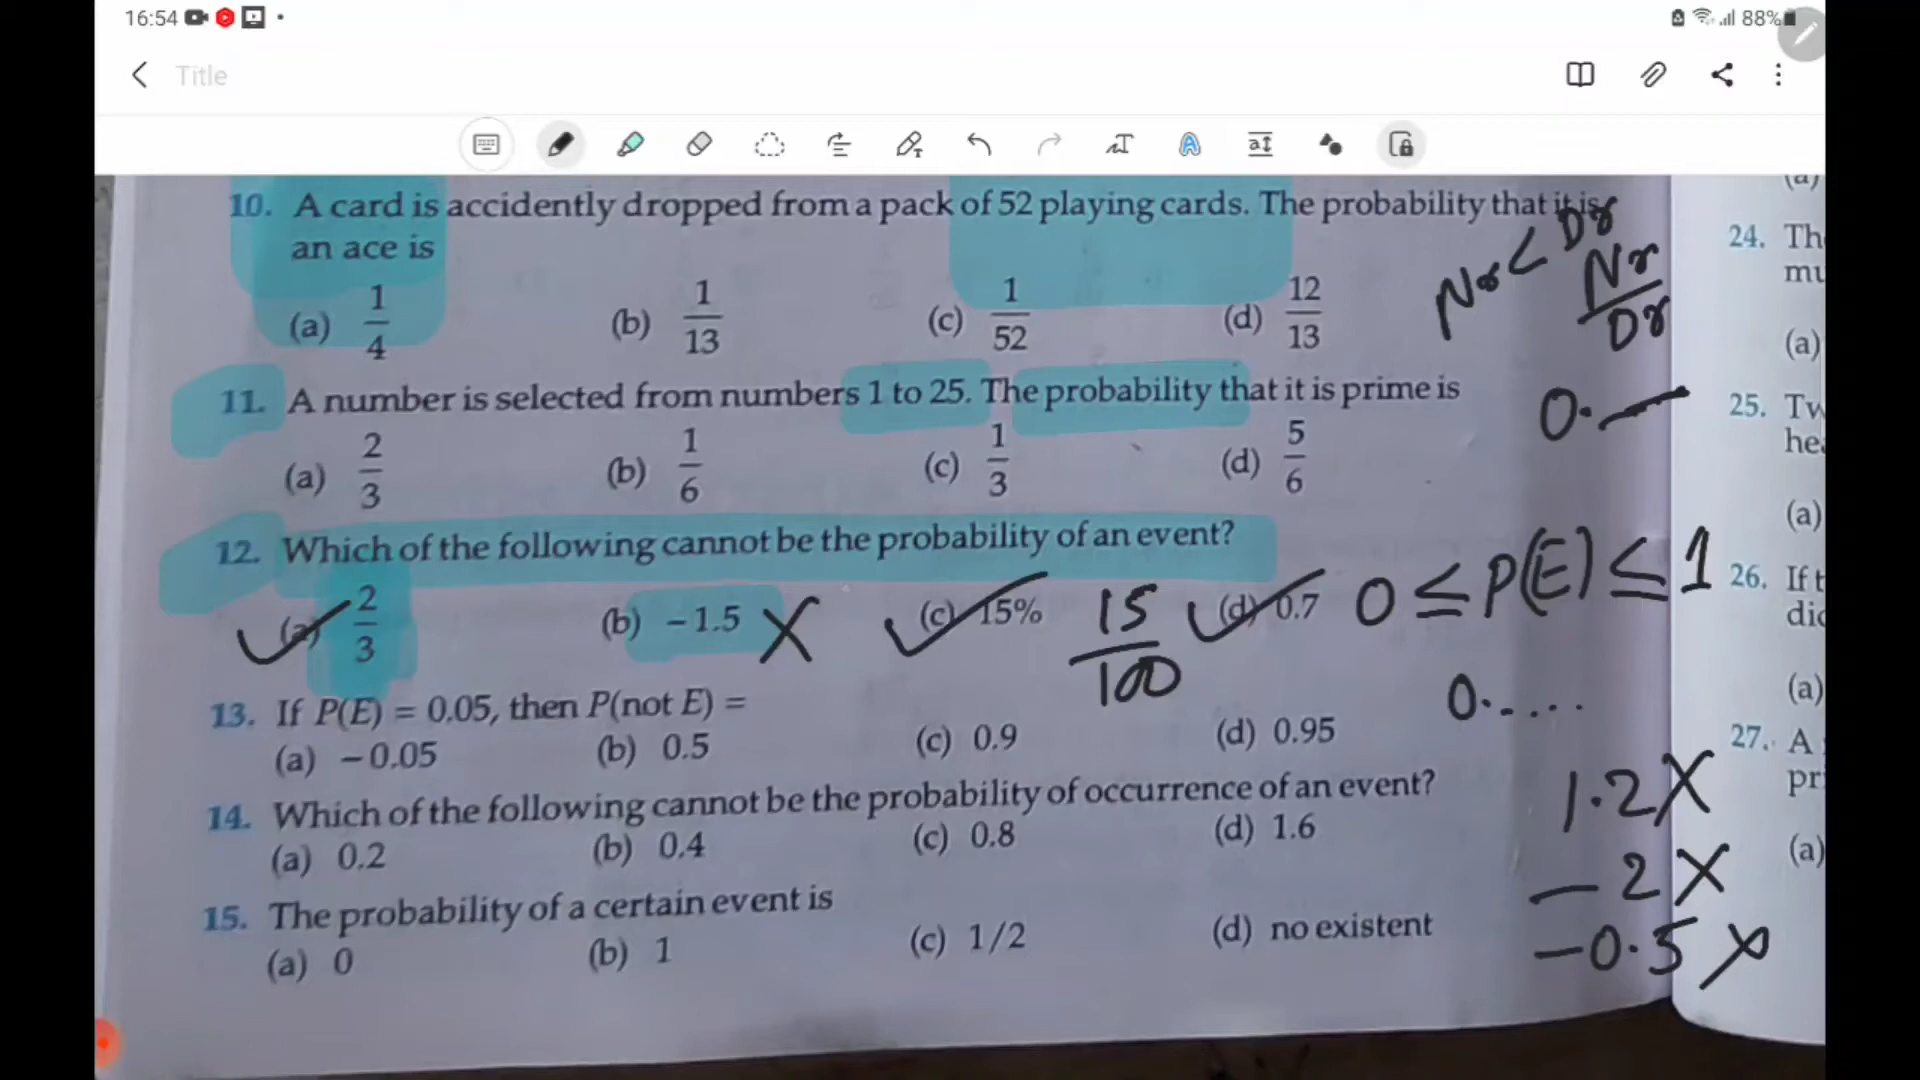 16:54
88%
Title
10. A card is accidently dropped from a pack of 52 playing cards. The probability that it is
an ace is
(a) 1/4 (b) 1/13 (c) 1/52 (d) 12/13
Nr < Dr
Nr/Dr
11. A number is selected from numbers 1 to 25. The probability that it is prime is
(a) 2/3 (b) 1/6 (c) 1/3 (d) 5/6
0.—
12. Which of the following cannot be the probability of an event?
(a) 2/3 (b) −1.5 X (c) 15% 15/100 (d) 0.7
0 ≤ P(E) ≤ 1
0.....
13. If P(E) = 0.05, then P(not E) =
(a) −0.05 (b) 0.5 (c) 0.9 (d) 0.95
14. Which of the following cannot be the probability of occurrence of an event?
(a) 0.2 (b) 0.4 (c) 0.8 (d) 1.6
15. The probability of a certain event is
(a) 0 (b) 1 (c) 1/2 (d) no existent
1.2 X
−2 X
−0.5 X
(a)
24. Th
mu
(a)
25. Tw
hea
(a)
26. If t
dic
(a)
27. A
pri
(a)